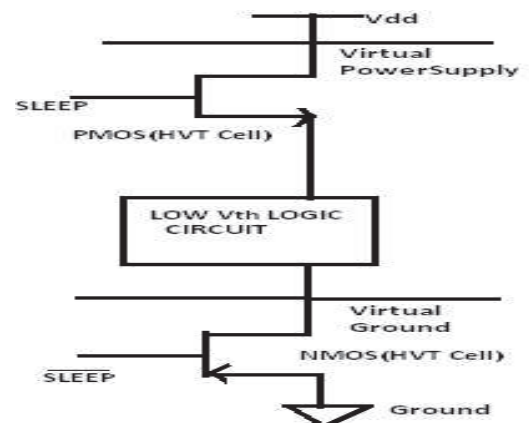 Vdd
Virtual
PowerSupply
SLEEP
PMOS(HVT Cell)
LOW Vth LOGIC
CIRCUIT
Virtual
Ground
NMOS(HVT Cell)
SLEEP
Ground